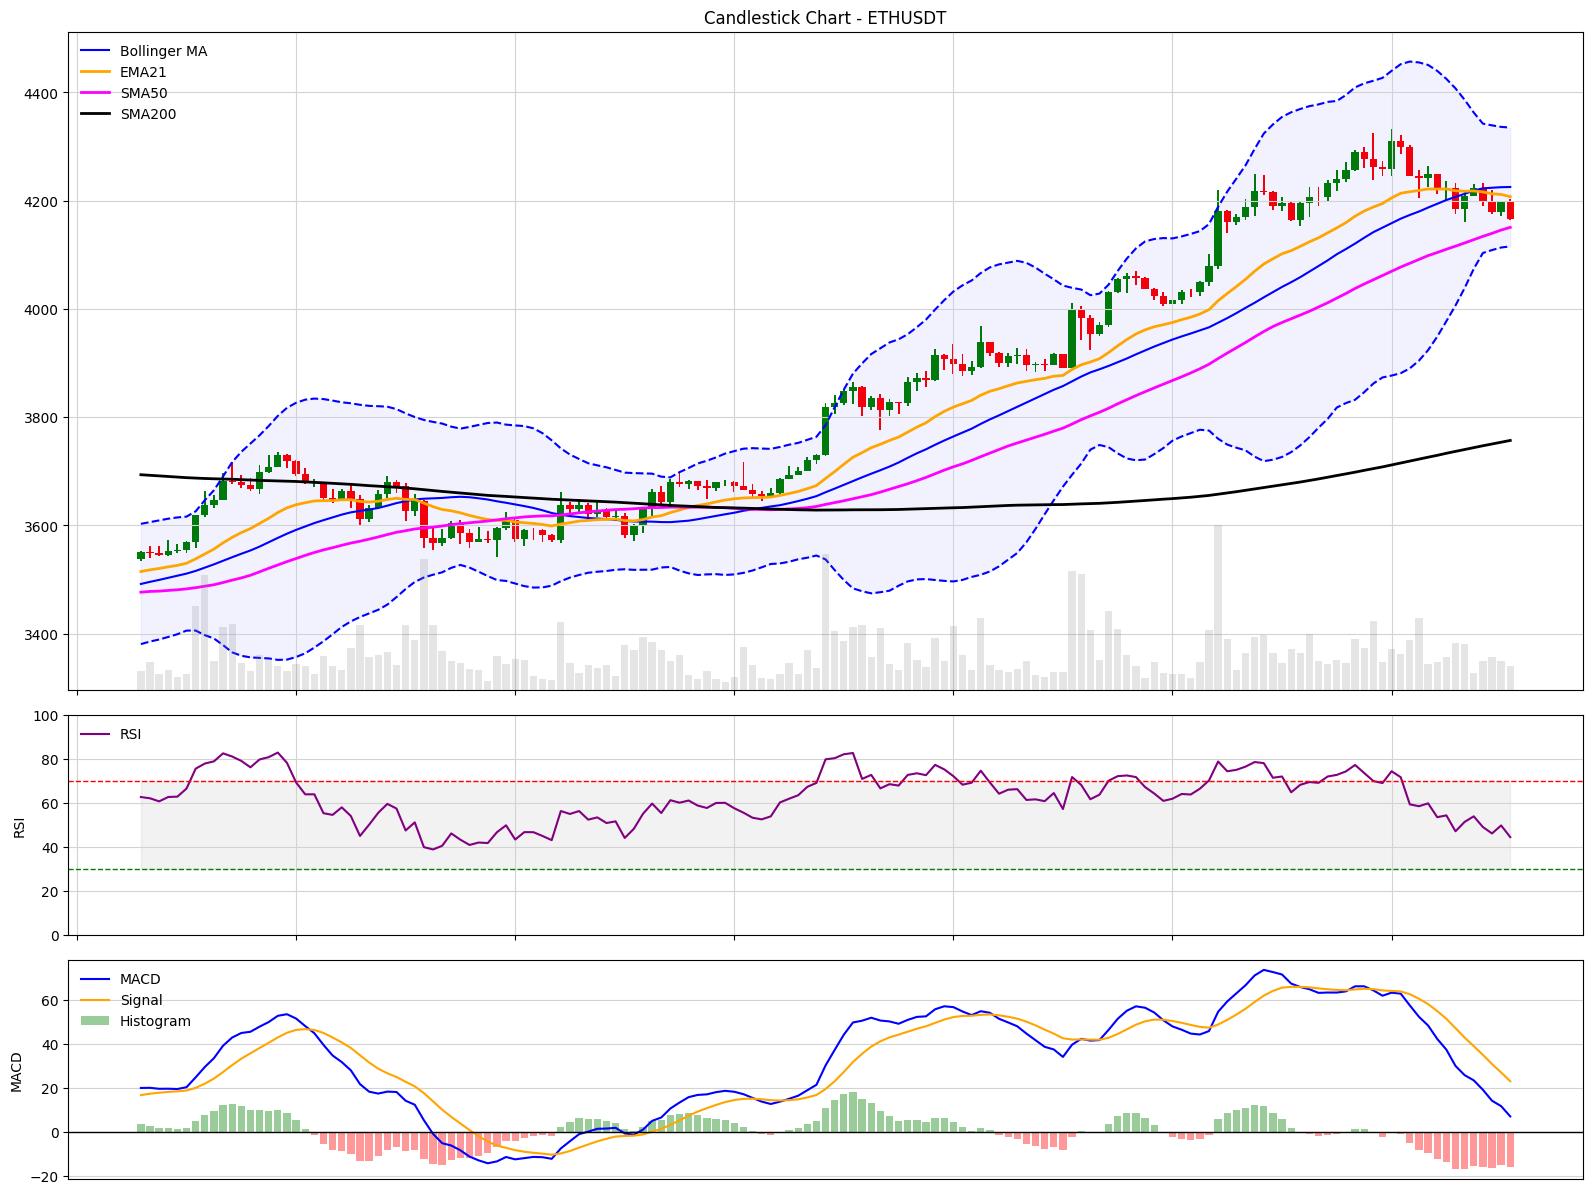 Candlestick Chart - ETHUSDT
Bollinger MA
EMA21
SMA50
SMA200
4400
4200
4000
3800
3600
3400
RSI
100
80
60
40
20
0
RSI
MACD
Signal
Histogram
60
40
20
0
−20
MACD